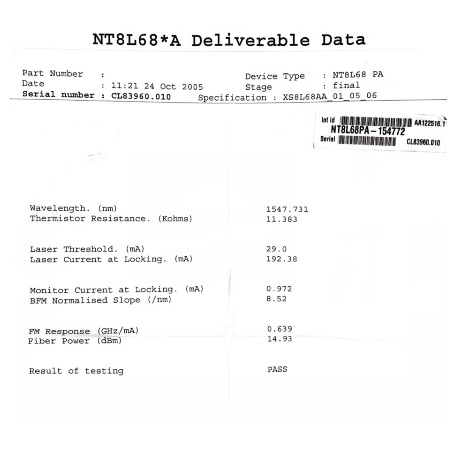 NT8L68*A Deliverable Data
Part Number :
Device Type : NT8L68 PA
Date : 11:21 24 Oct 2005
Stage : final
Serial number : CL83960.010
Specification : XS8L68AA_01_05_06
lot id AA122516.1
NT8L68PA-154772
Serial CL83960.010
Wavelength. (nm) 1547.731
Thermistor Resistance. (Kohms) 11.383
Laser Threshold. (mA) 29.0
Laser Current at Locking. (mA) 192.38
Monitor Current at Locking. (mA) 0.972
BFM Normalised Slope (/nm) 8.52
FM Response (GHz/mA) 0.639
Fiber Power (dBm) 14.93
Result of testing PASS